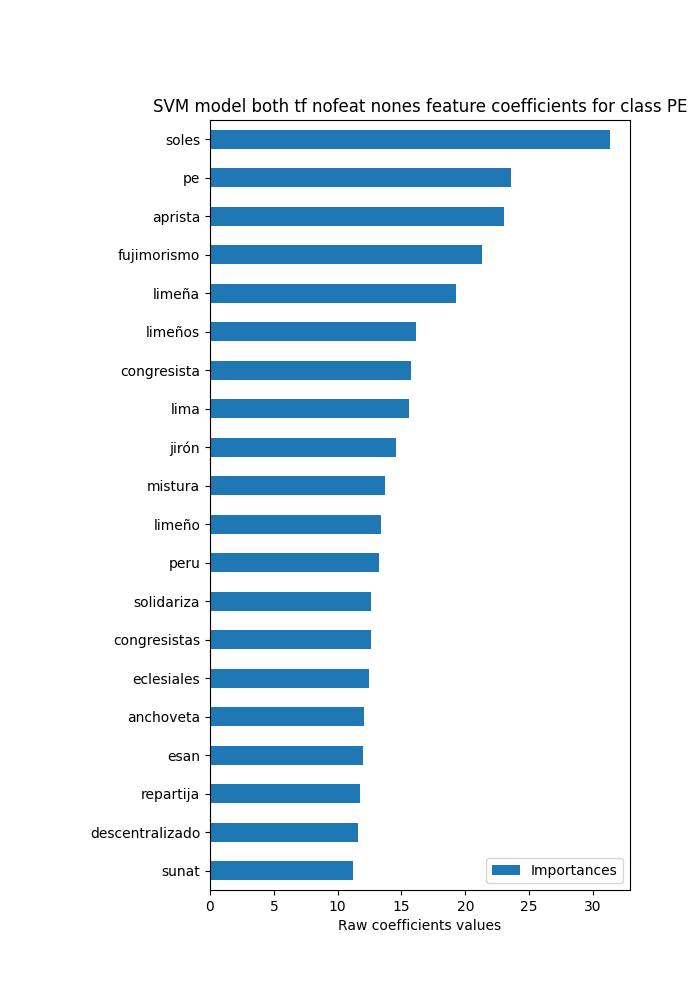 SVM model both tf nofeat nones feature coefficients for class PE
soles
pe
aprista
fujimorismo
limeña
limeños
congresista
lima
jirón
mistura
limeño
peru
solidariza
congresistas
eclesiales
anchoveta
esan
repartija
descentralizado
sunat
Importances
0 5 10 15 20 25 30
Raw coefficients values